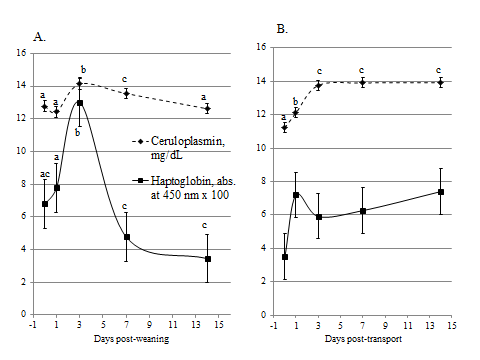 A.
16
14
12
10
8
6
4
2
0
-1 1 3 5 7 9 11 13 15
Days post-weaning
a
a
b
c
a
ac
a
b
c
c
Ceruloplasmin,
mg/dL
Haptoglobin, abs.
at 450 nm x 100
B.
16
14
12
10
8
6
4
2
0
-1 1 3 5 7 9 11 13 15
Days post-transport
a
b
c
c
c